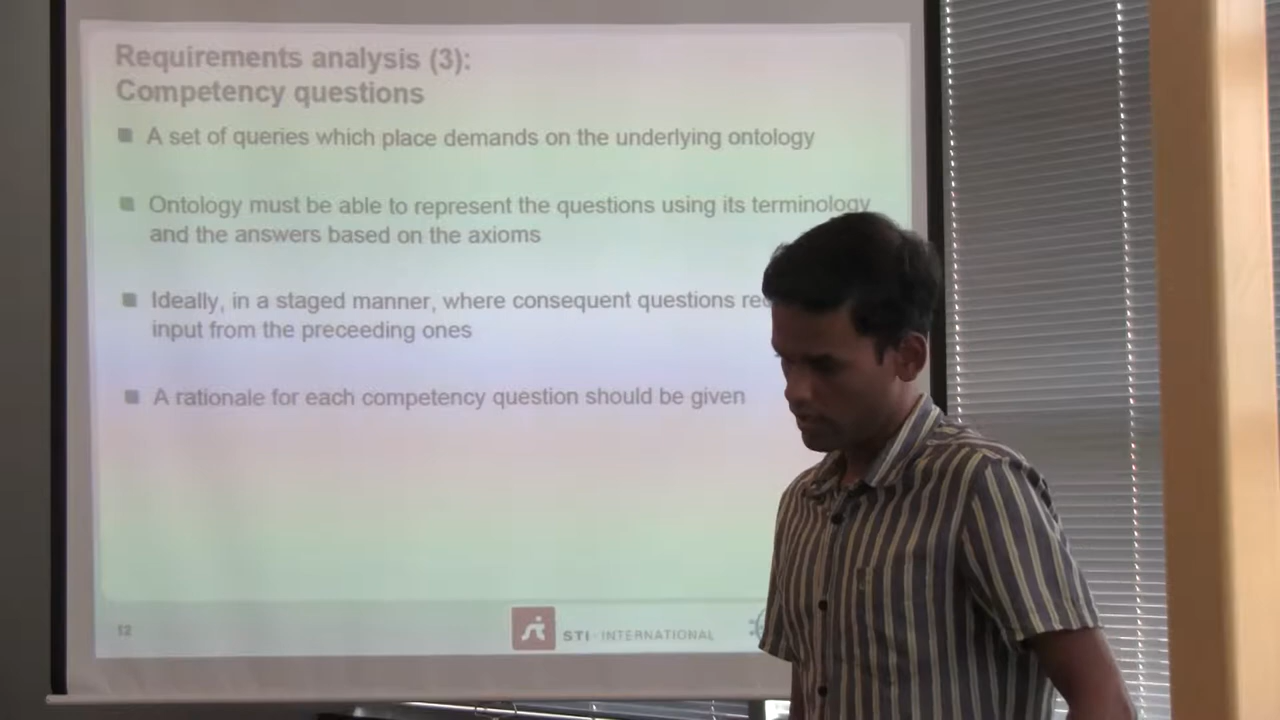 Requirements analysis (3):
Competency questions
A set of queries which place demands on the underlying ontology
Ontology must be able to represent the questions using its terminology
and the answers based on the axioms
Ideally, in a staged manner, where consequent questions
input from the preceeding ones
A rationale for each competency question should be given
12
STI · INTERNATIONAL